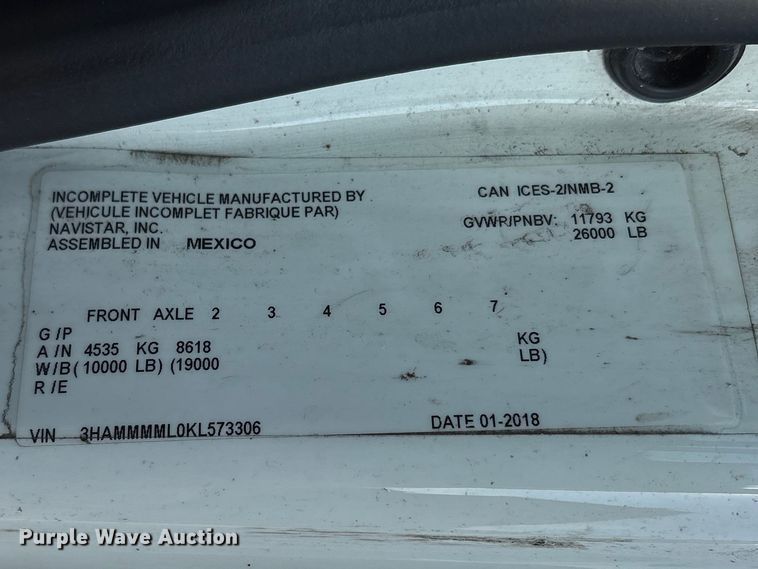 INCOMPLETE VEHICLE MANUFACTURED BY
(VEHICULE INCOMPLET FABRIQUE PAR)
NAVISTAR, INC.
ASSEMBLED IN MEXICO
CAN ICES-2/NMB-2
GVWR/PNBV: 11793 KG
26000 LB
FRONT AXLE 2 3 4 5 6 7
G /P
A /N 4535 KG 8618 KG
W/B( 10000 LB) (19000 LB)
R /E
VIN 3HAMMMML0KL573306
DATE 01-2018
Purple Wave Auction